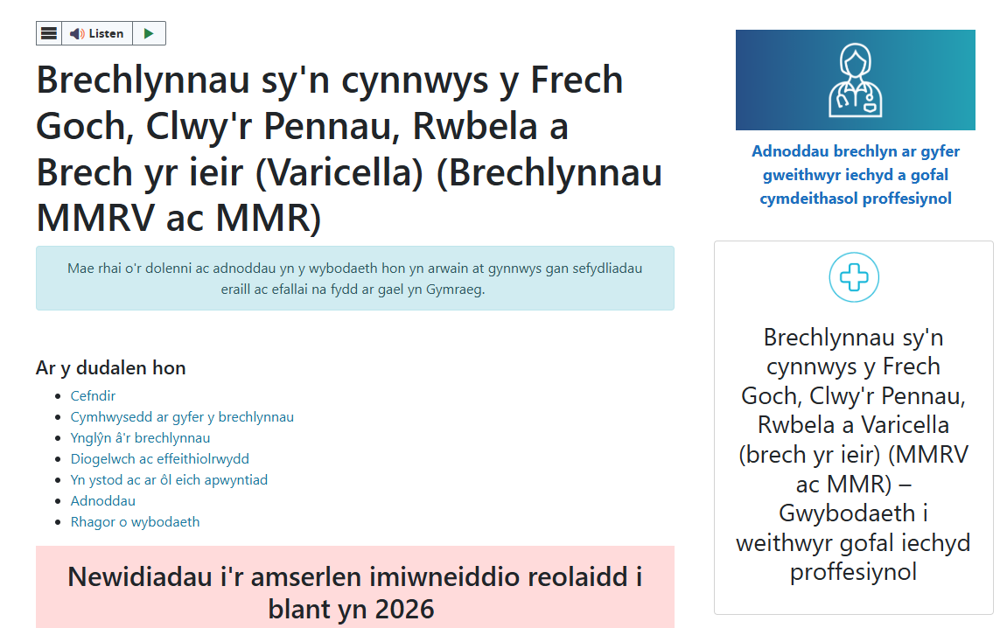 Listen
Brechlynnau sy'n cynnwys y Frech
Goch, Clwy'r Pennau, Rwbela a
Brech yr ieir (Varicella) (Brechlynnau
MMRV ac MMR)
Mae rhai o'r dolenni ac adnoddau yn y wybodaeth hon yn arwain at gynnwys gan sefydliadau
eraill ac efallai na fydd ar gael yn Gymraeg.
Ar y dudalen hon
Cefndir
Cymhwysedd ar gyfer y brechlynnau
Ynglŷn â'r brechlynnau
Diogelwch ac effeithiolrwydd
Yn ystod ac ar ôl eich apwyntiad
Adnoddau
Rhagor o wybodaeth
Newidiadau i'r amserlen imiwneiddio reolaidd i
blant yn 2026
Adnoddau brechlyn ar gyfer
gweithwyr iechyd a gofal
cymdeithasol proffesiynol
Brechlynnau sy'n
cynnwys y Frech
Goch, Clwy'r Pennau,
Rwbela a Varicella
(brech yr ieir) (MMRV
ac MMR) –
Gwybodaeth i
weithwyr gofal iechyd
proffesiynol